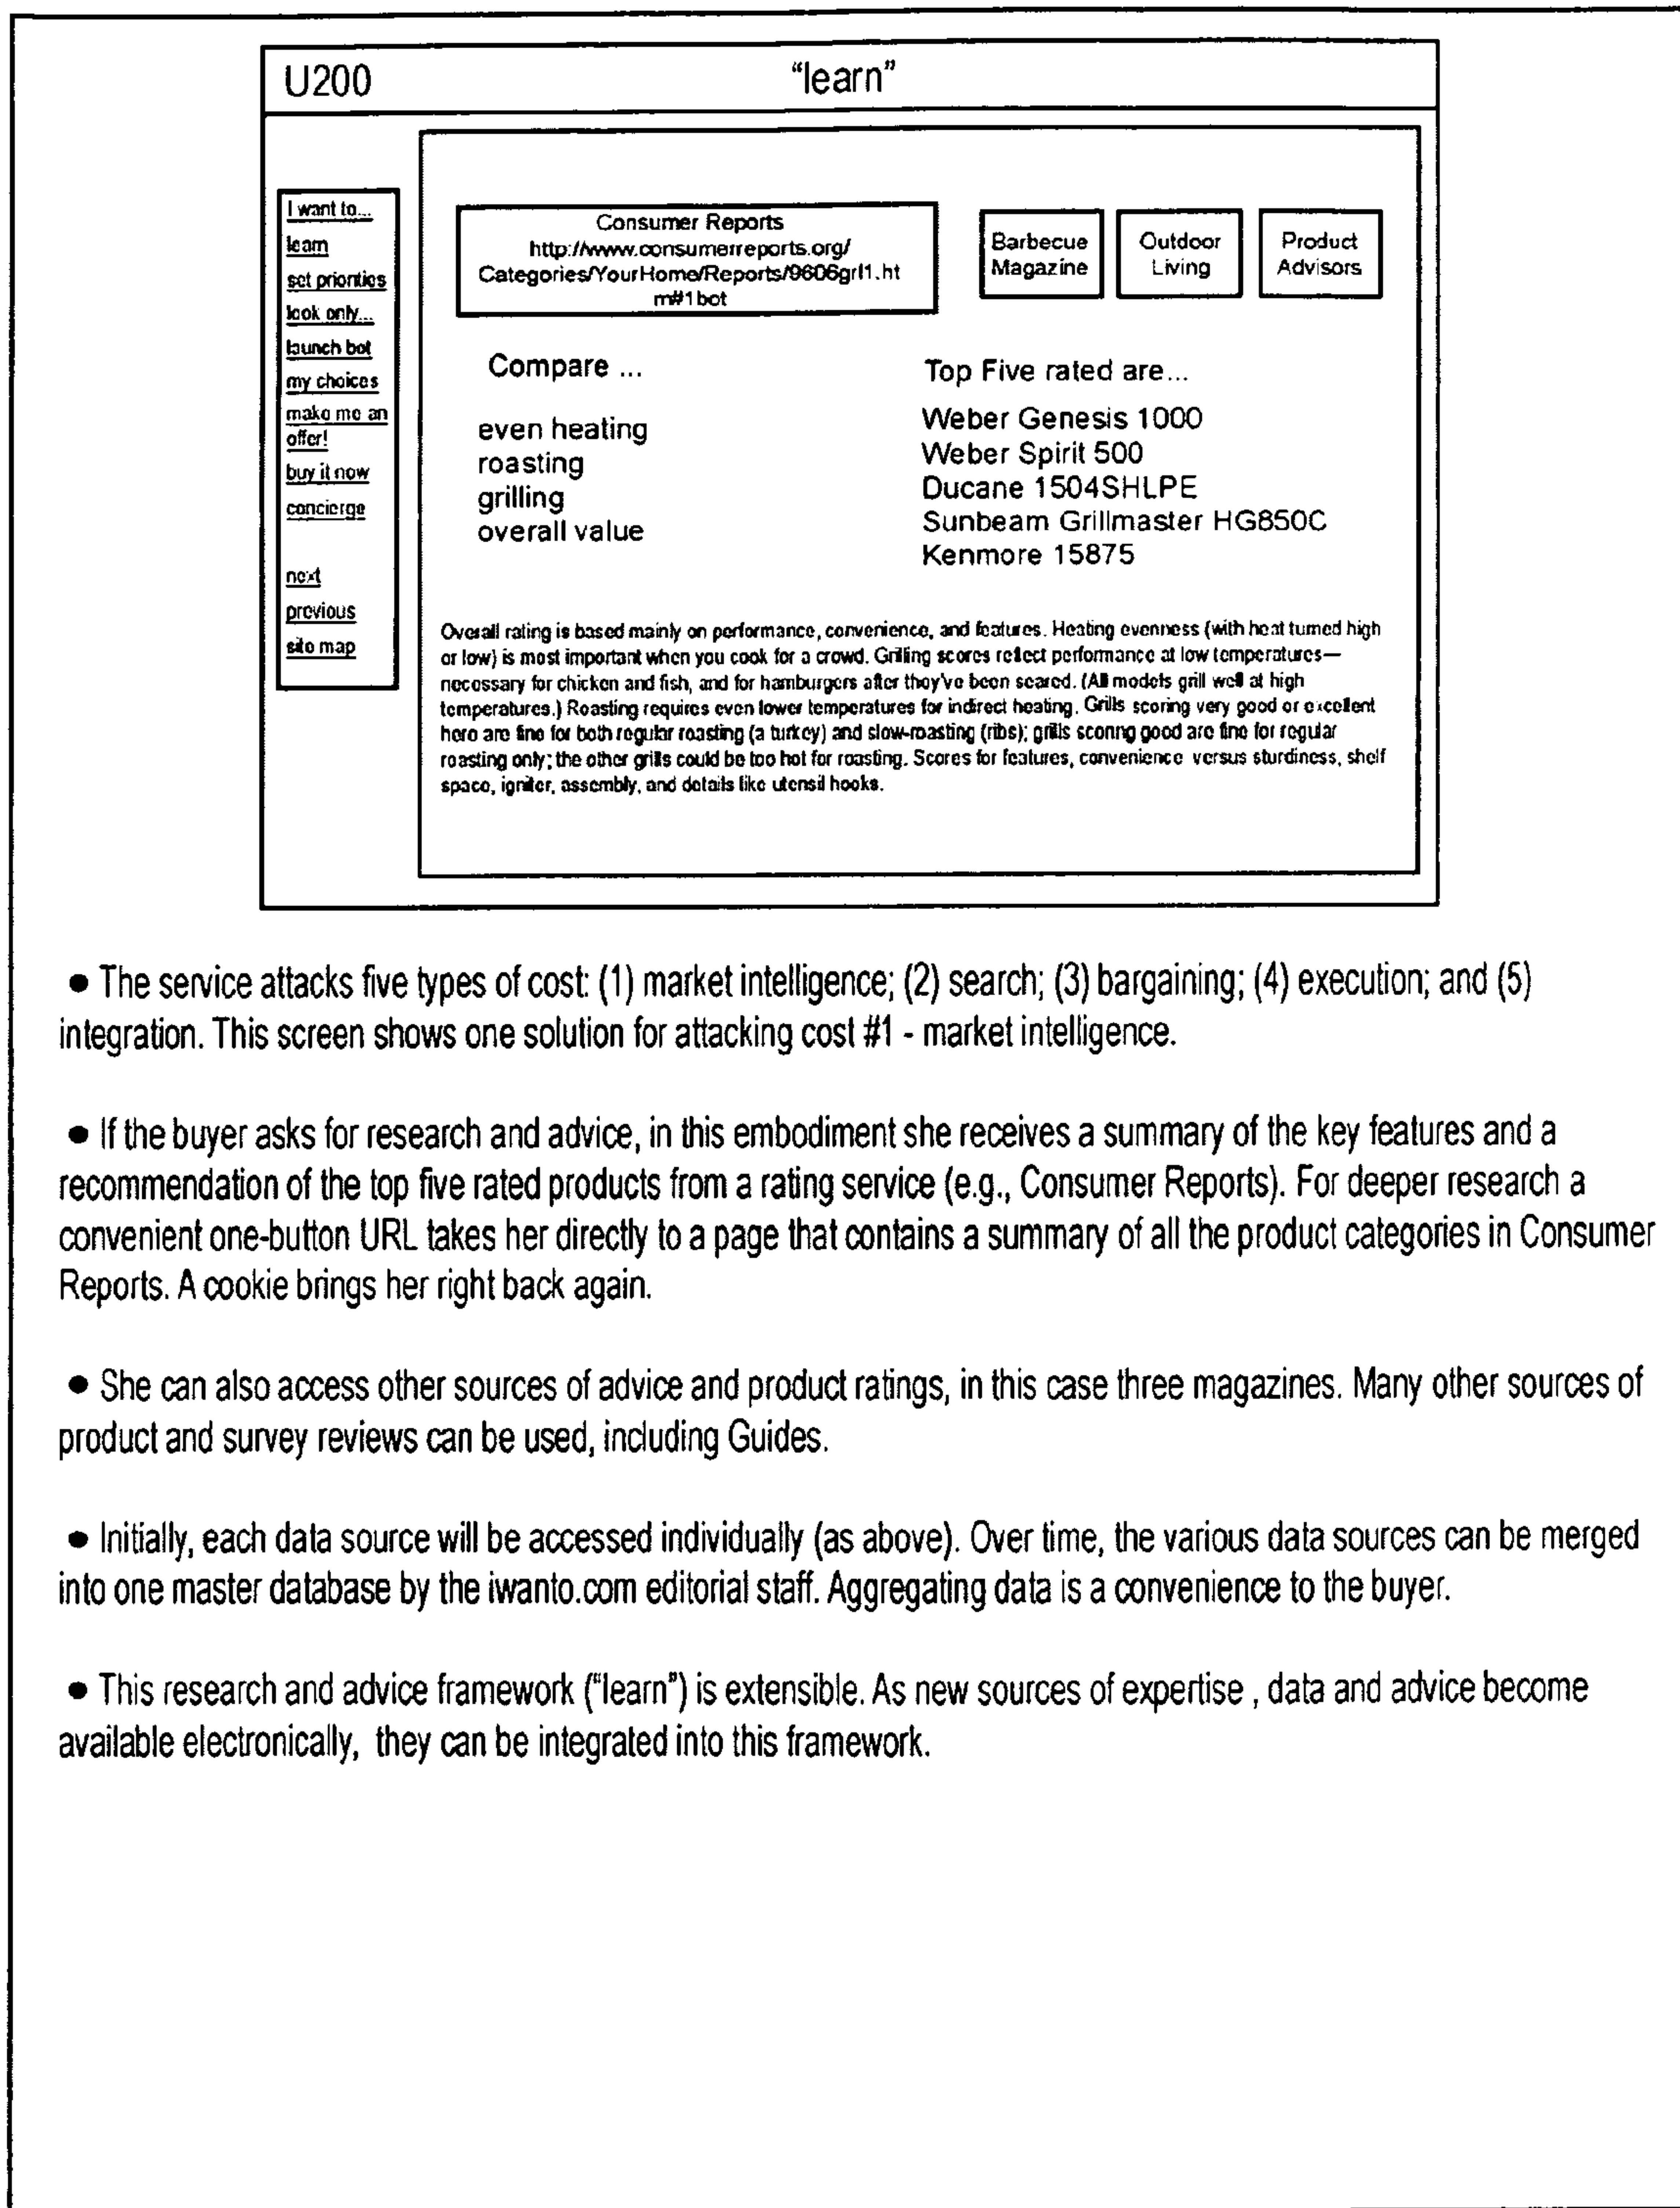 U200 "learn"
I want to...
learn
set priorities
look only...
launch bot
my choices
make me an
offer!
buy it now
concierge
next
previous
site map
Consumer Reports
http://www.consumerreports.org/
Categories/YourHome/Reports/9606grl1.ht
m#1bot
Barbecue
Magazine
Outdoor
Living
Product
Advisors
Compare ...
even heating
roasting
grilling
overall value
Top Five rated are...
Weber Genesis 1000
Weber Spirit 500
Ducane 1504SHLPE
Sunbeam Grillmaster HG850C
Kenmore 15875
Overall rating is based mainly on performance, convenience, and features. Heating evenness (with heat turned high
or low) is most important when you cook for a crowd. Grilling scores reflect performance at low temperatures—
necessary for chicken and fish, and for hamburgers after they've been seared. (All models grill well at high
temperatures.) Roasting requires even lower temperatures for indirect heating. Grills scoring very good or excellent
here are fine for both regular roasting (a turkey) and slow-roasting (ribs); grills scoring good are fine for regular
roasting only; the other grills could be too hot for roasting. Scores for features, convenience versus sturdiness, shelf
space, igniter, assembly, and details like utensil hooks.
● The service attacks five types of cost: (1) market intelligence; (2) search; (3) bargaining; (4) execution; and (5)
integration. This screen shows one solution for attacking cost #1 - market intelligence.
● If the buyer asks for research and advice, in this embodiment she receives a summary of the key features and a
recommendation of the top five rated products from a rating service (e.g., Consumer Reports). For deeper research a
convenient one-button URL takes her directly to a page that contains a summary of all the product categories in Consumer
Reports. A cookie brings her right back again.
● She can also access other sources of advice and product ratings, in this case three magazines. Many other sources of
product and survey reviews can be used, including Guides.
● Initially, each data source will be accessed individually (as above). Over time, the various data sources can be merged
into one master database by the iwanto.com editorial staff. Aggregating data is a convenience to the buyer.
● This research and advice framework ("learn") is extensible. As new sources of expertise , data and advice become
available electronically, they can be integrated into this framework.